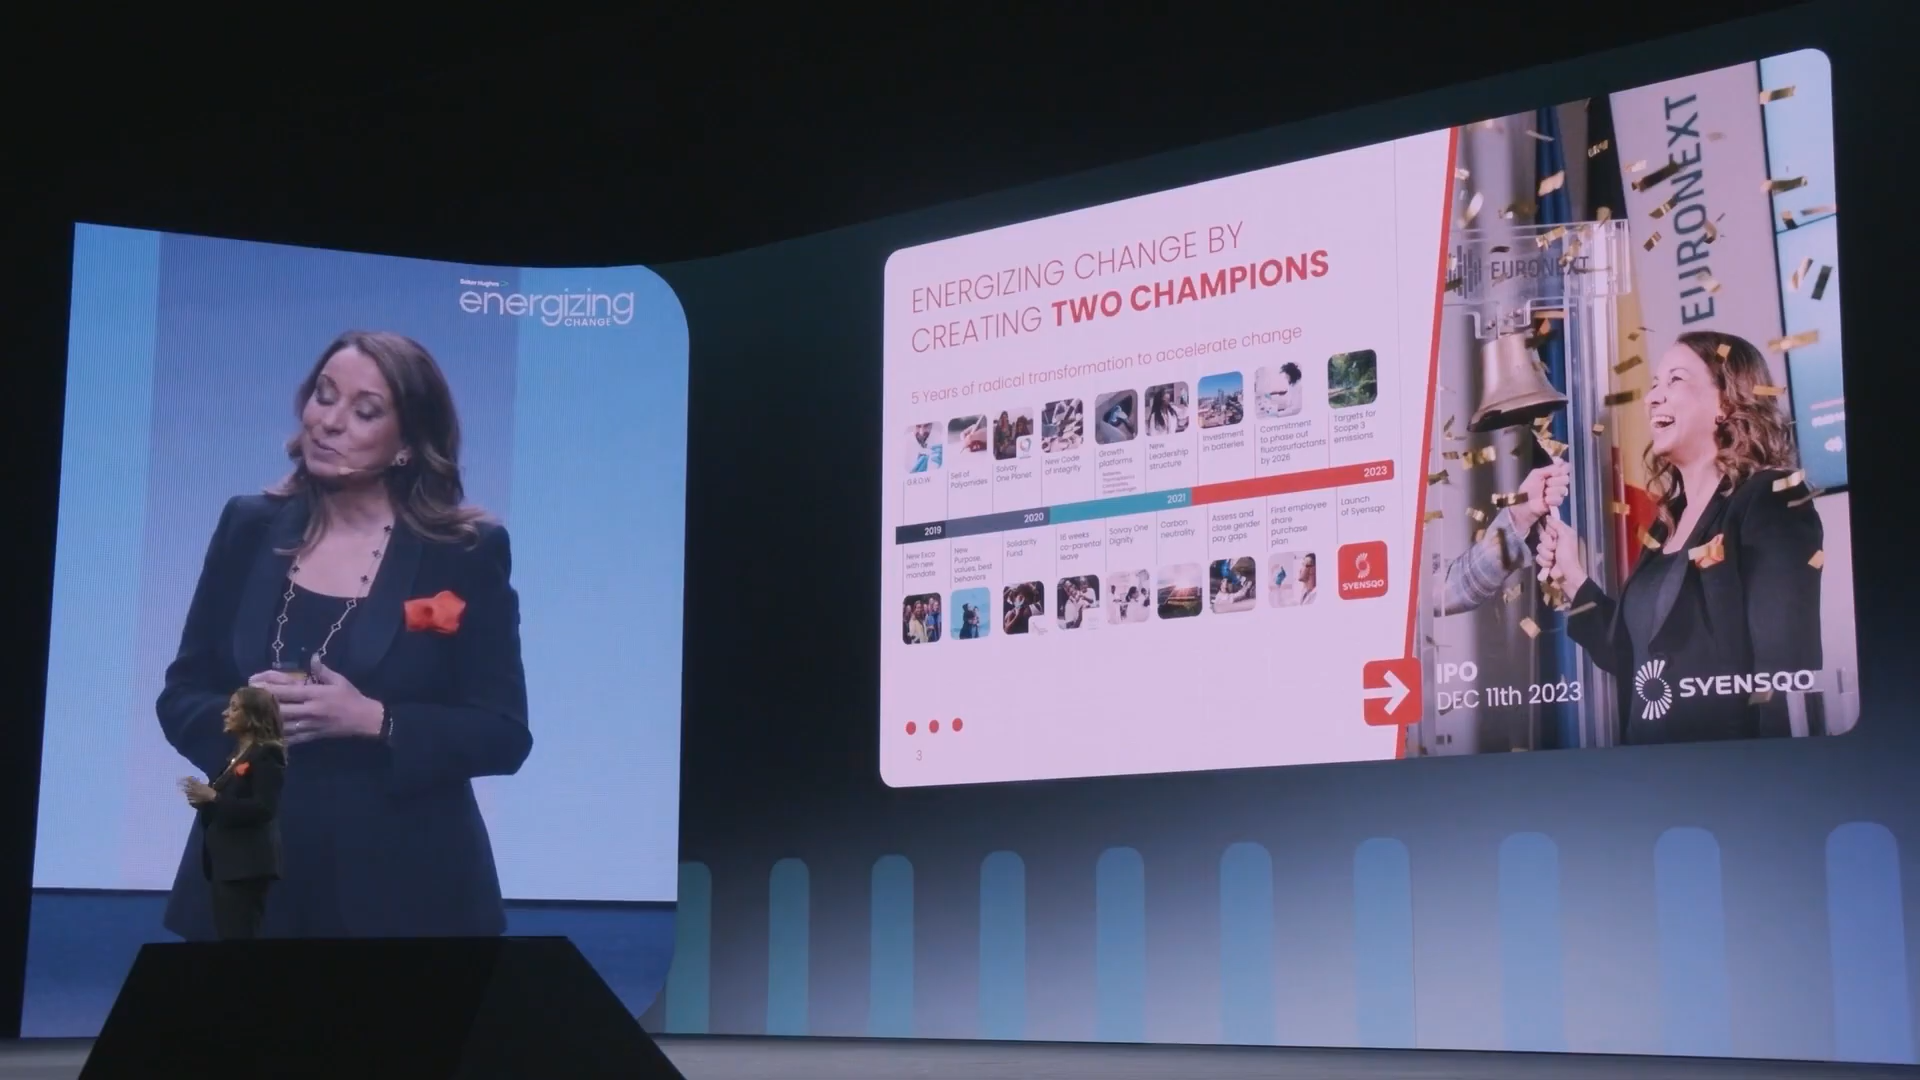 Baker Hughes
energizing
CHANGE
ENERGIZING CHANGE BY
CREATING TWO CHAMPIONS
5 Years of radical transformation to accelerate change
G.R.O.W
Sell of
Polyamides
Solvay
One Planet
New Code
of integrity
Growth
platforms
New
Leadership
structure
Investment
in batteries
Commitment
to phase out
fluorosurfactants
by 2026
Targets for
Scope 3
emissions
2019
2020
2021
2023
New Exco
with new
mandate
New
Purpose,
values, best
behaviors
Solidarity
Fund
16 weeks
co-parental
leave
Solvay One
Dignity
Carbon
neutrality
Assess and
close gender
pay gaps
First employee
share
purchase
plan
Launch
of Syensqo
SYENSQO
3
EURONEXT
EURONEXT
IPO
DEC 11th 2023
SYENSQO